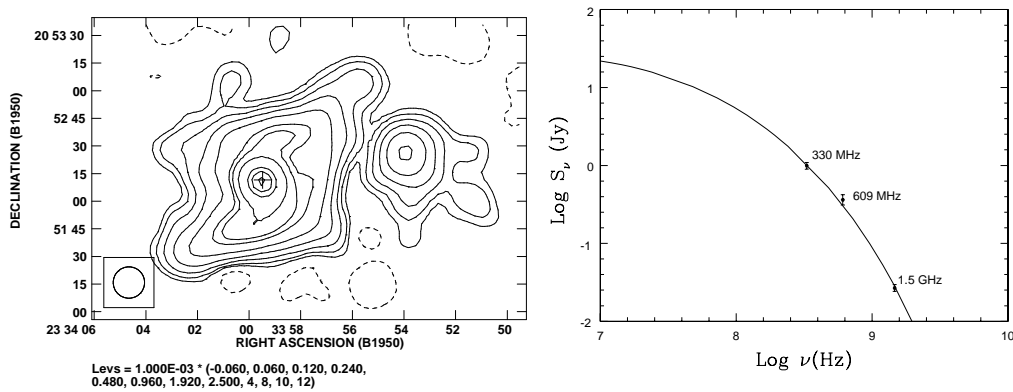 DECLINATION (B1950)
20 53 30
15
00
52 45
30
15
00
51 45
30
15
00
23 34 06
04
02
00
33 58
56
54
52
50
RIGHT ASCENSION (B1950)
Levs = 1.000E-03 * (-0.060, 0.060, 0.120, 0.240,
0.480, 0.960, 1.920, 2.500, 4, 8, 10, 12)
Log Sν (Jy)
2
1
0
-1
-2
330 MHz
609 MHz
1.5 GHz
7
8
9
10
Log ν(Hz)